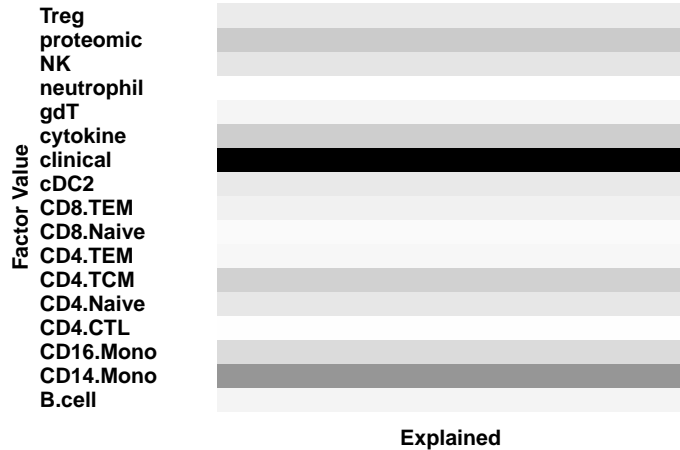 Treg
proteomic
NK
neutrophil
gdT
cytokine
clinical
cDC2
CD8.TEM
CD8.Naive
CD4.TEM
CD4.TCM
CD4.Naive
CD4.CTL
CD16.Mono
CD14.Mono
B.cell
Factor Value
Explained